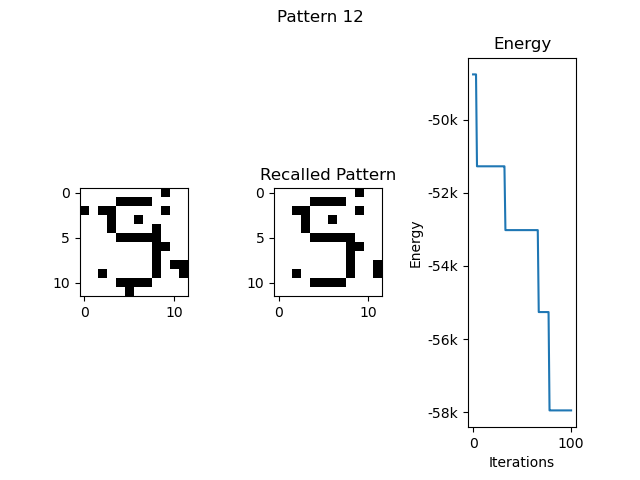 Pattern 12
Energy
Recalled Pattern
0
5
10
0
10
0
5
10
0
10
Energy
-50k
-52k
-54k
-56k
-58k
0
100
Iterations